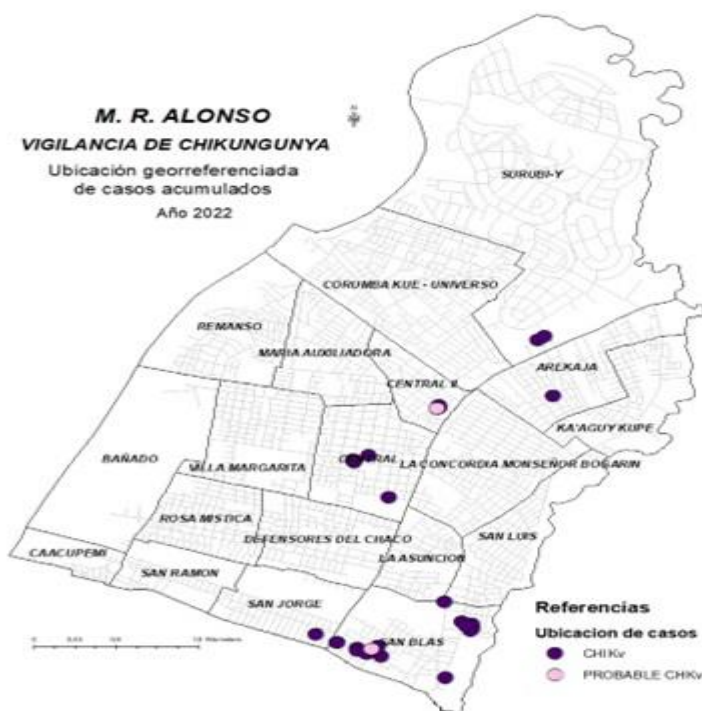 M. R. ALONSO
VIGILANCIA DE CHIKUNGUNYA
Ubicación georreferenciada
de casos acumulados
Año 2022
SURUBI-Y
CORUMBA KUE - UNIVERSO
REMANSO
MARIA AUXILIADORA
AREKAJA
CENTRAL II
KA'AGUY KUPE
BAÑADO
VILLA MARGARITA
LA CONCORDIA MONSEÑOR BOGARIN
ROSA MISTICA
DEFENSORES DEL CHACO
SAN LUIS
CAACUPEMI
LA ASUNCION
SAN RAMON
SAN JORGE
SAN BLAS
Referencias
Ubicacion de casos
CHIKv
PROBABLE CHKv